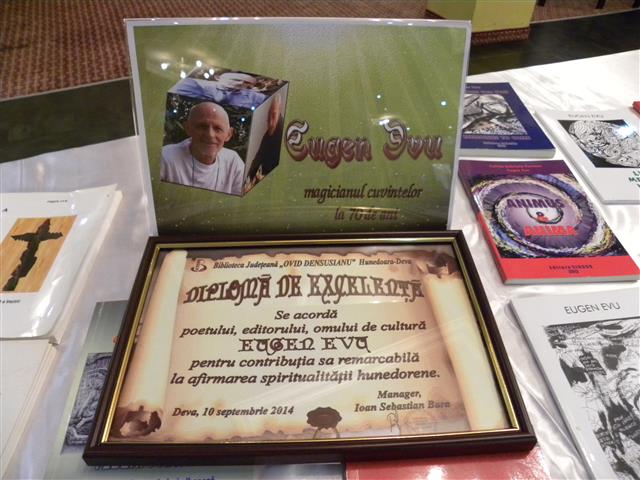 Eugen Evu
magicianul cuvintelor
la 70 de ani
Biblioteca Județeană „OVID DENSUSIANU" Hunedoara-Deva
DIPLOMĂ DE EXCELENȚĂ
Se acordă
poetului, editorului, omului de cultură
EUGEN EVU
pentru contribuția sa remarcabilă
la afirmarea spiritualității hunedorene.
Manager,
Deva, 10 septembrie 2014
Ioan Sebastian Bara
EUGEN EVU
ANIMUS
&
ANIMA
EUGEN EVU